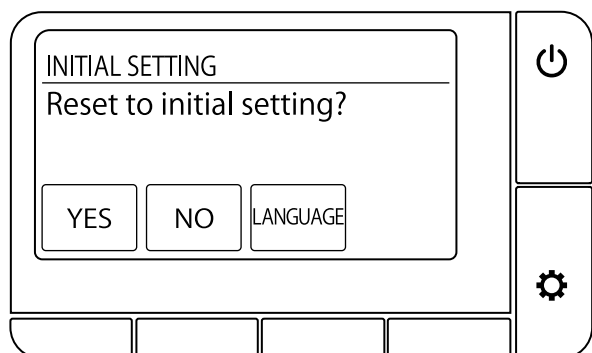 INITIAL SETTING
Reset to initial setting?
YES NO LANGUAGE